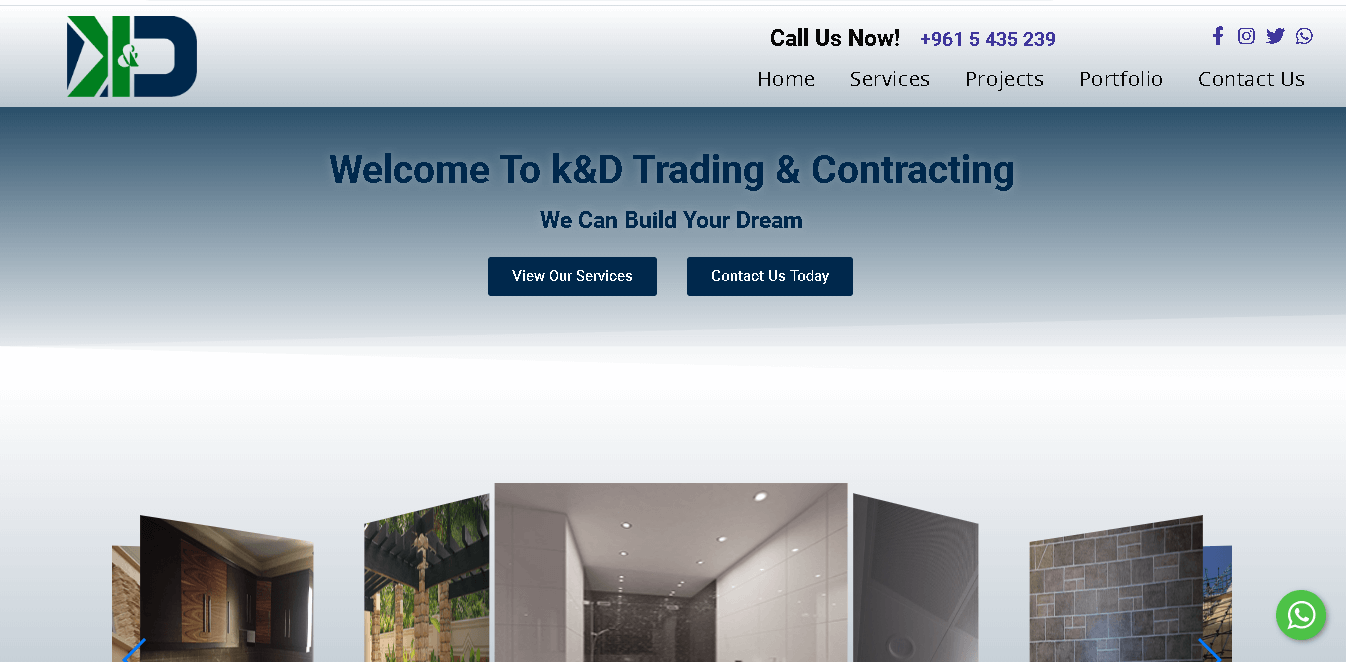 K&D
Call Us Now! +961 5 435 239
Home Services Projects Portfolio Contact Us
Welcome To k&D Trading & Contracting
We Can Build Your Dream
View Our Services Contact Us Today